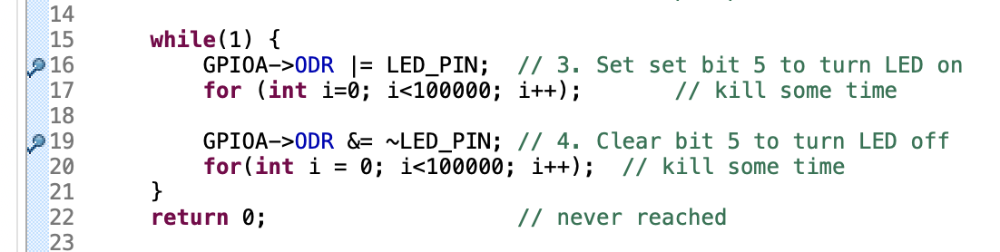 14
15 while(1) {
16 GPIOA->ODR |= LED_PIN; // 3. Set set bit 5 to turn LED on
17 for (int i=0; i<100000; i++); // kill some time
18
19 GPIOA->ODR &= ~LED_PIN; // 4. Clear bit 5 to turn LED off
20 for(int i = 0; i<100000; i++); // kill some time
21 }
22 return 0; // never reached
23